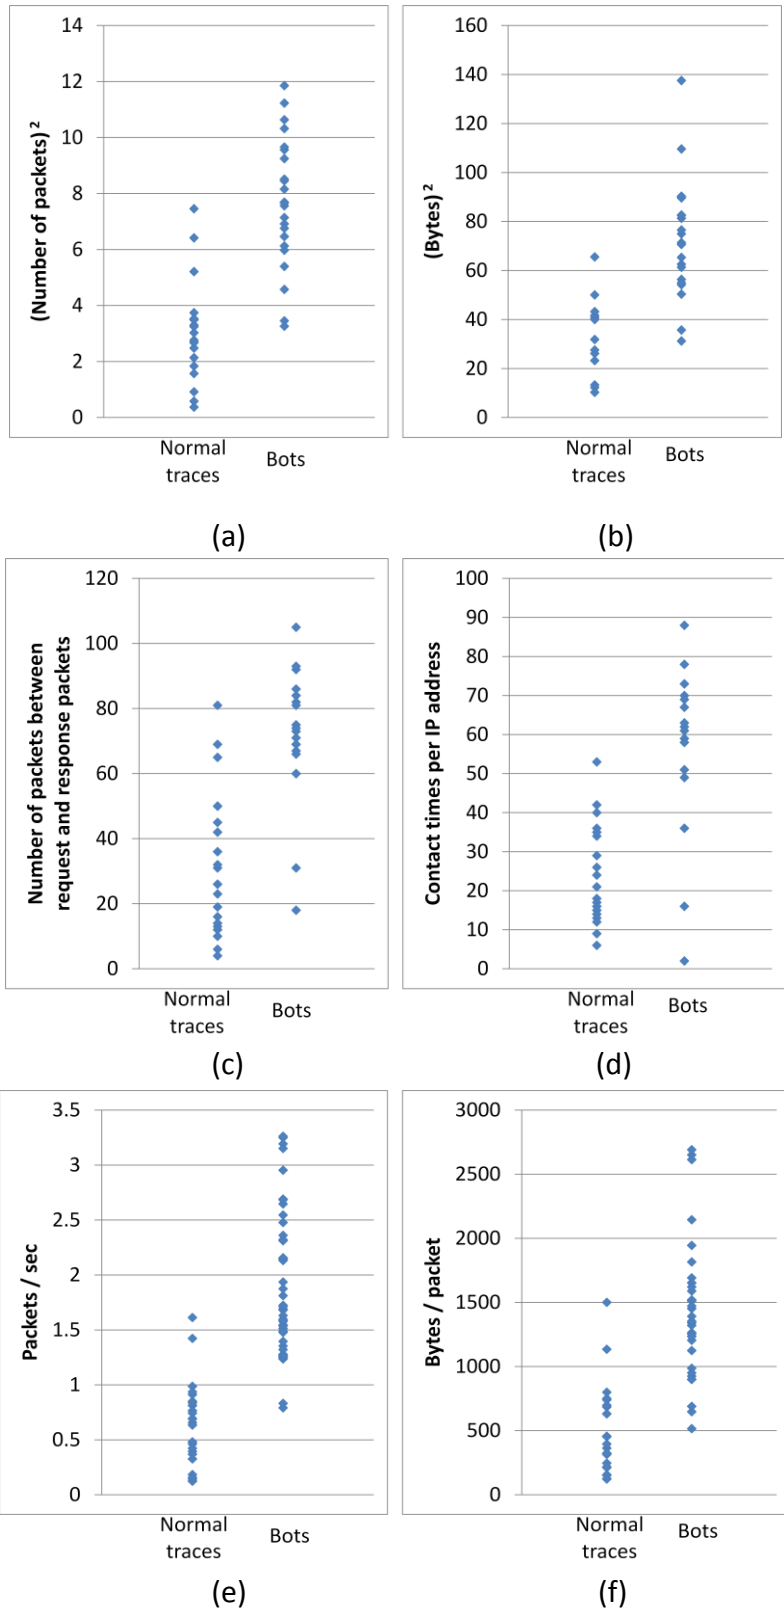 14
12
10
8
6
4
2
0
(Number of packets)²
Normal
traces
Bots
(a)
160
140
120
100
80
60
40
20
0
(Bytes)²
Normal
traces
Bots
(b)
120
100
80
60
40
20
0
Number of packets between
request and response packets
Normal
traces
Bots
(c)
100
90
80
70
60
50
40
30
20
10
0
Contact times per IP address
Normal
traces
Bots
(d)
3.5
3
2.5
2
1.5
1
0.5
0
Packets / sec
Normal
traces
Bots
(e)
3000
2500
2000
1500
1000
500
0
Bytes / packet
Normal
traces
Bots
(f)